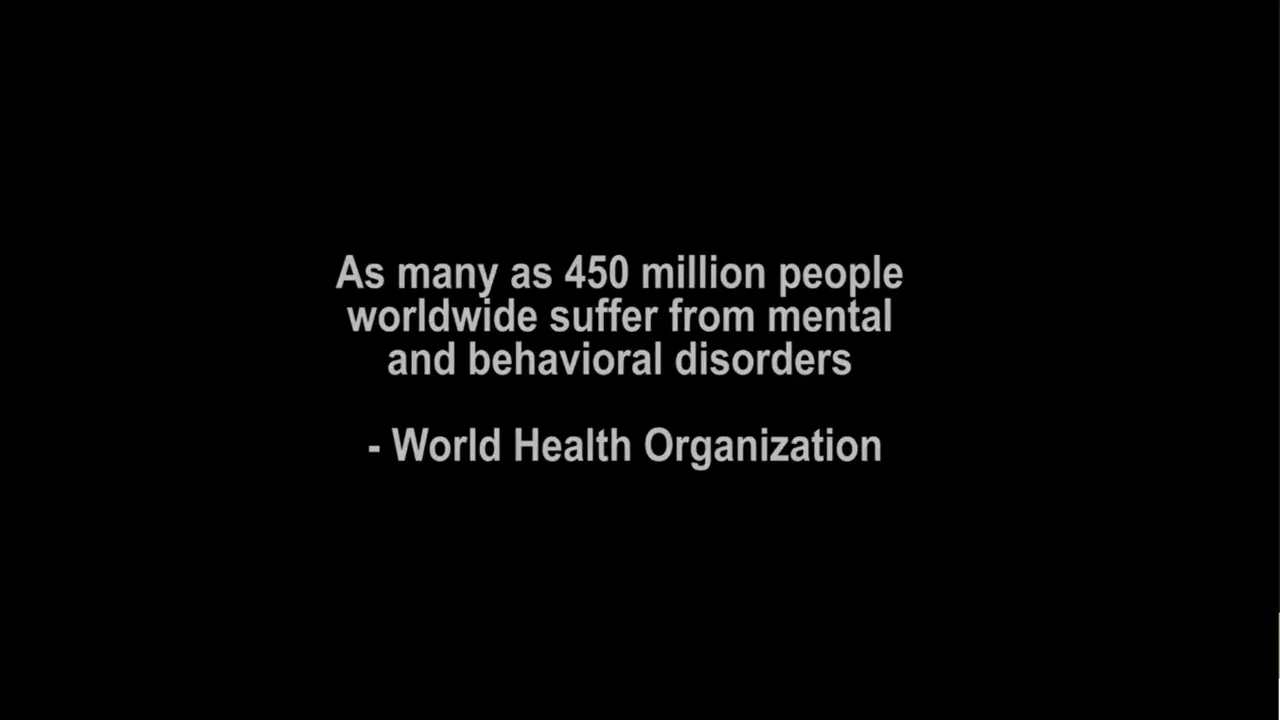 As many as 450 million people
worldwide suffer from mental
and behavioral disorders
- World Health Organization